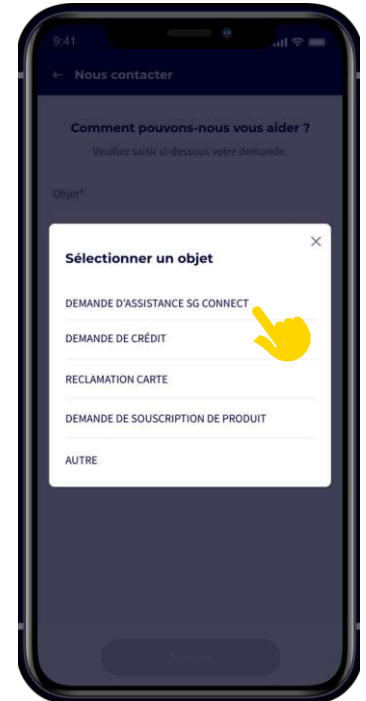 9:41
← Nous contacter
Comment pouvons-nous vous aider ?
Veuillez saisir ci-dessous votre demande.
Objet*
Sélectionner un objet
DEMANDE D'ASSISTANCE SG CONNECT
DEMANDE DE CRÉDIT
RECLAMATION CARTE
DEMANDE DE SOUSCRIPTION DE PRODUIT
AUTRE